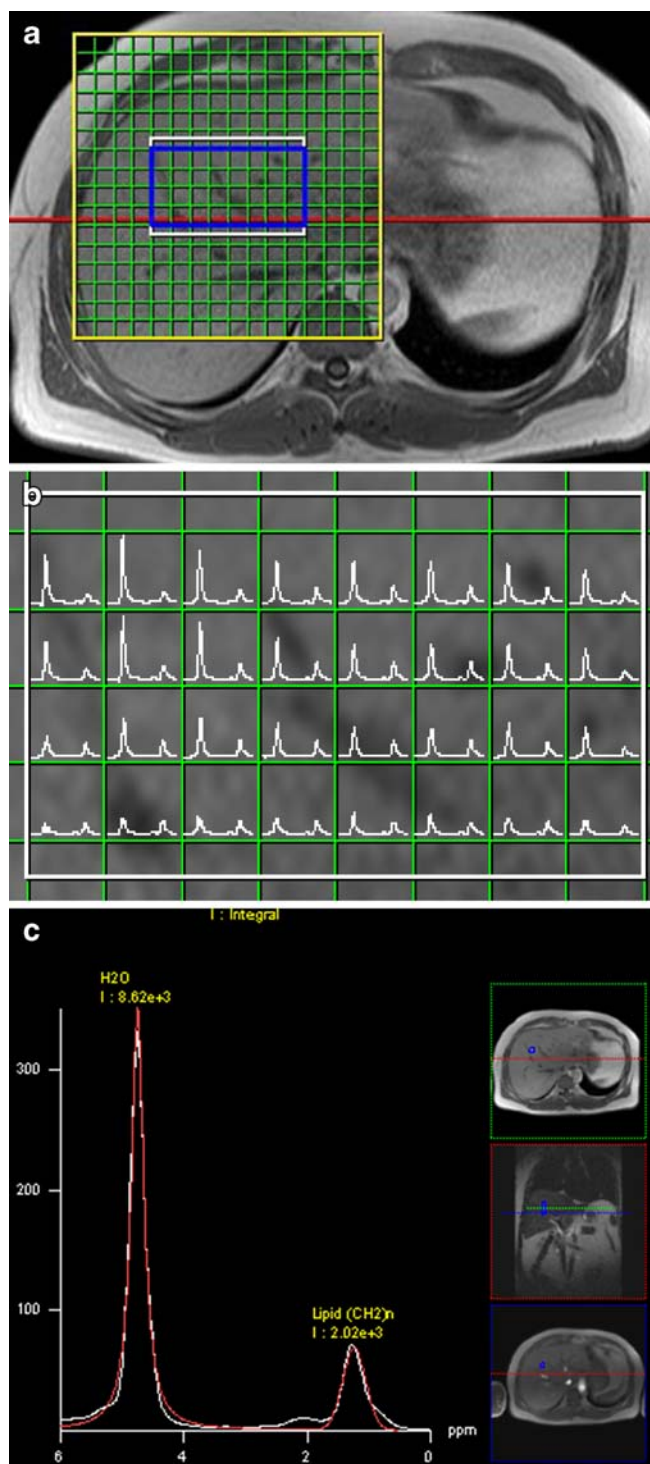 a
b
c
I : Integral
H2O
I : 8.62e+3
300
200
Lipid (CH2)n
I : 2.02e+3
100
ppm
6 4 2 0